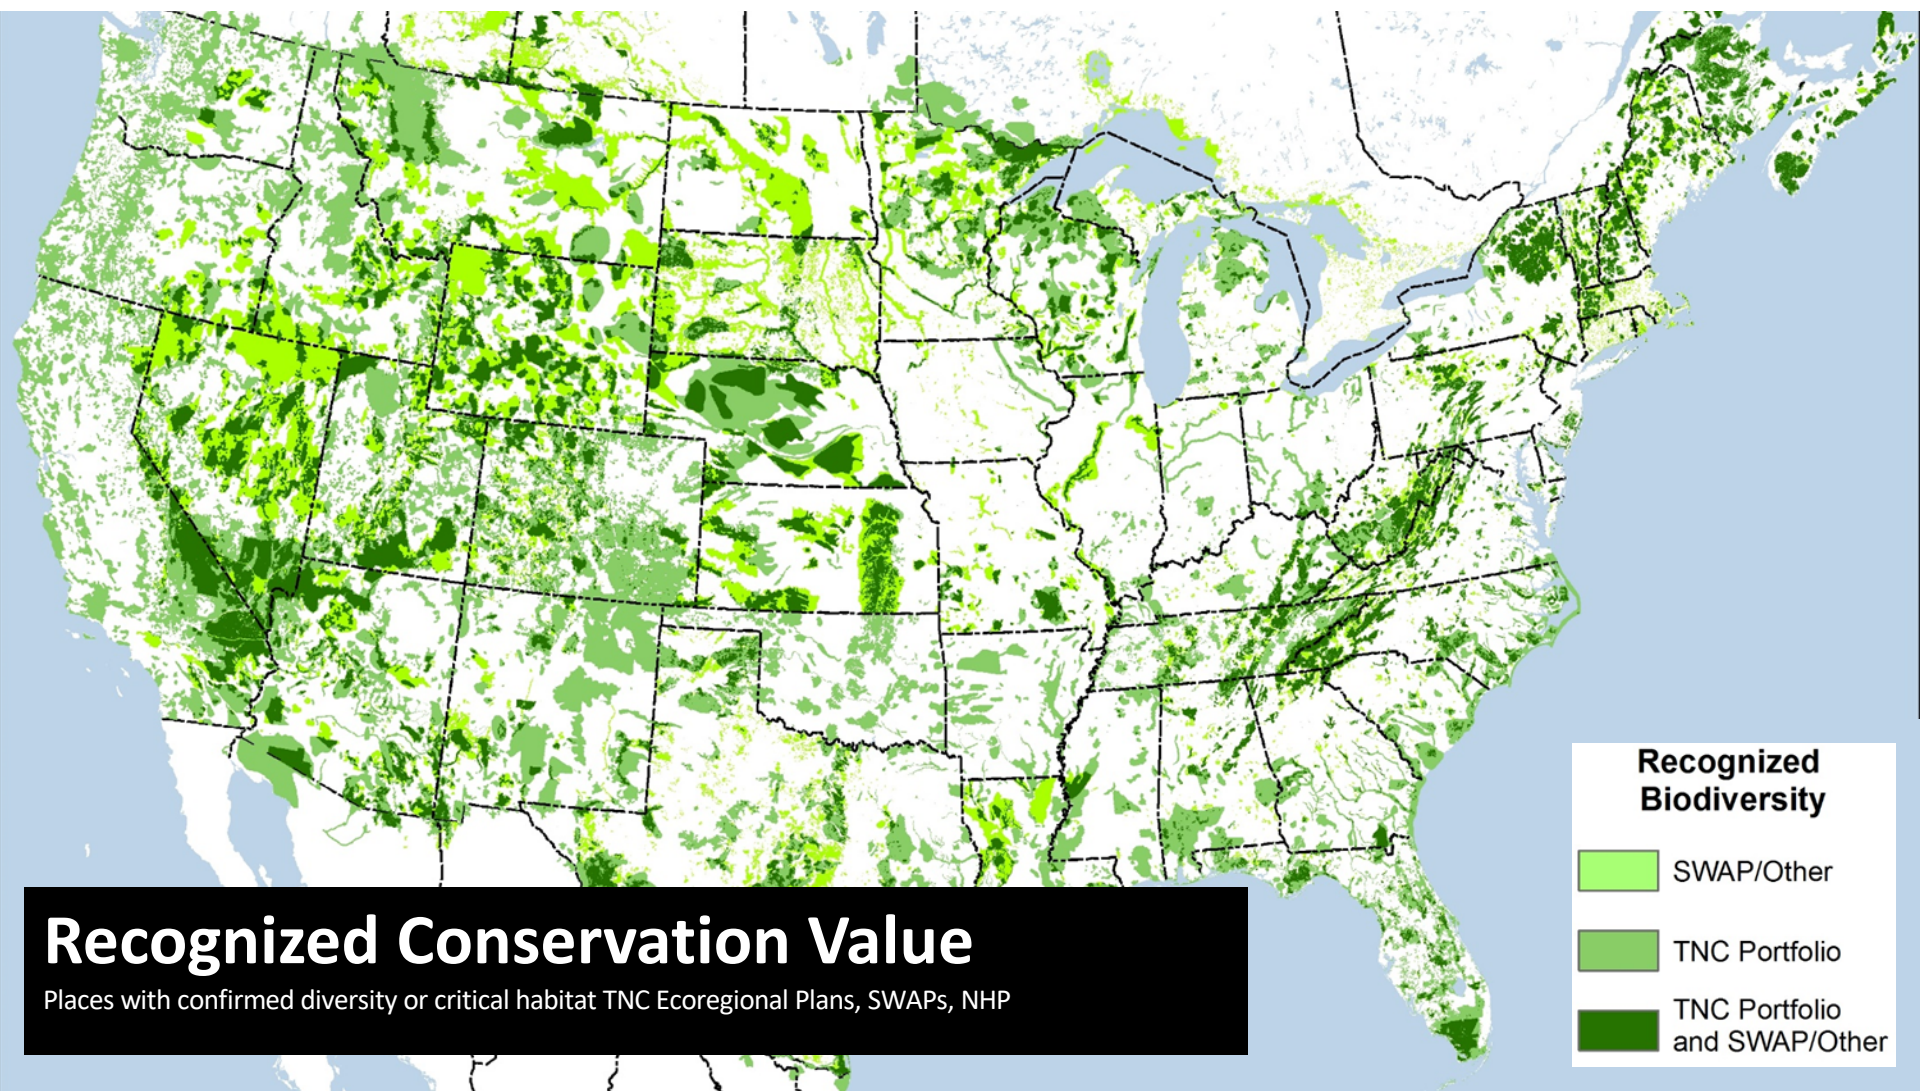 Recognized
Biodiversity
SWAP/Other
TNC Portfolio
TNC Portfolio
and SWAP/Other
Recognized Conservation Value
Places with confirmed diversity or critical habitat TNC Ecoregional Plans, SWAPs, NHP